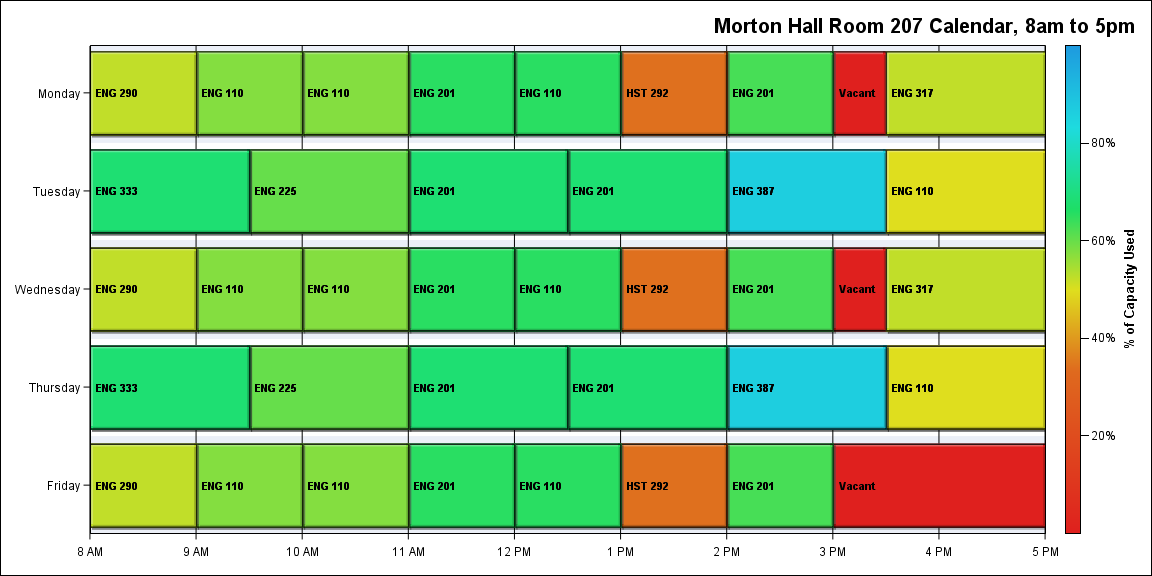 Morton Hall Room 207 Calendar, 8am to 5pm
Monday
ENG 290
ENG 110
ENG 110
ENG 201
ENG 110
HST 292
ENG 201
Vacant
ENG 317
Tuesday
ENG 333
ENG 225
ENG 201
ENG 201
ENG 387
ENG 110
Wednesday
ENG 290
ENG 110
ENG 110
ENG 201
ENG 110
HST 292
ENG 201
Vacant
ENG 317
Thursday
ENG 333
ENG 225
ENG 201
ENG 201
ENG 387
ENG 110
Friday
ENG 290
ENG 110
ENG 110
ENG 201
ENG 110
HST 292
ENG 201
Vacant
8 AM
9 AM
10 AM
11 AM
12 PM
1 PM
2 PM
3 PM
4 PM
5 PM
80%
60%
40%
20%
% of Capacity Used